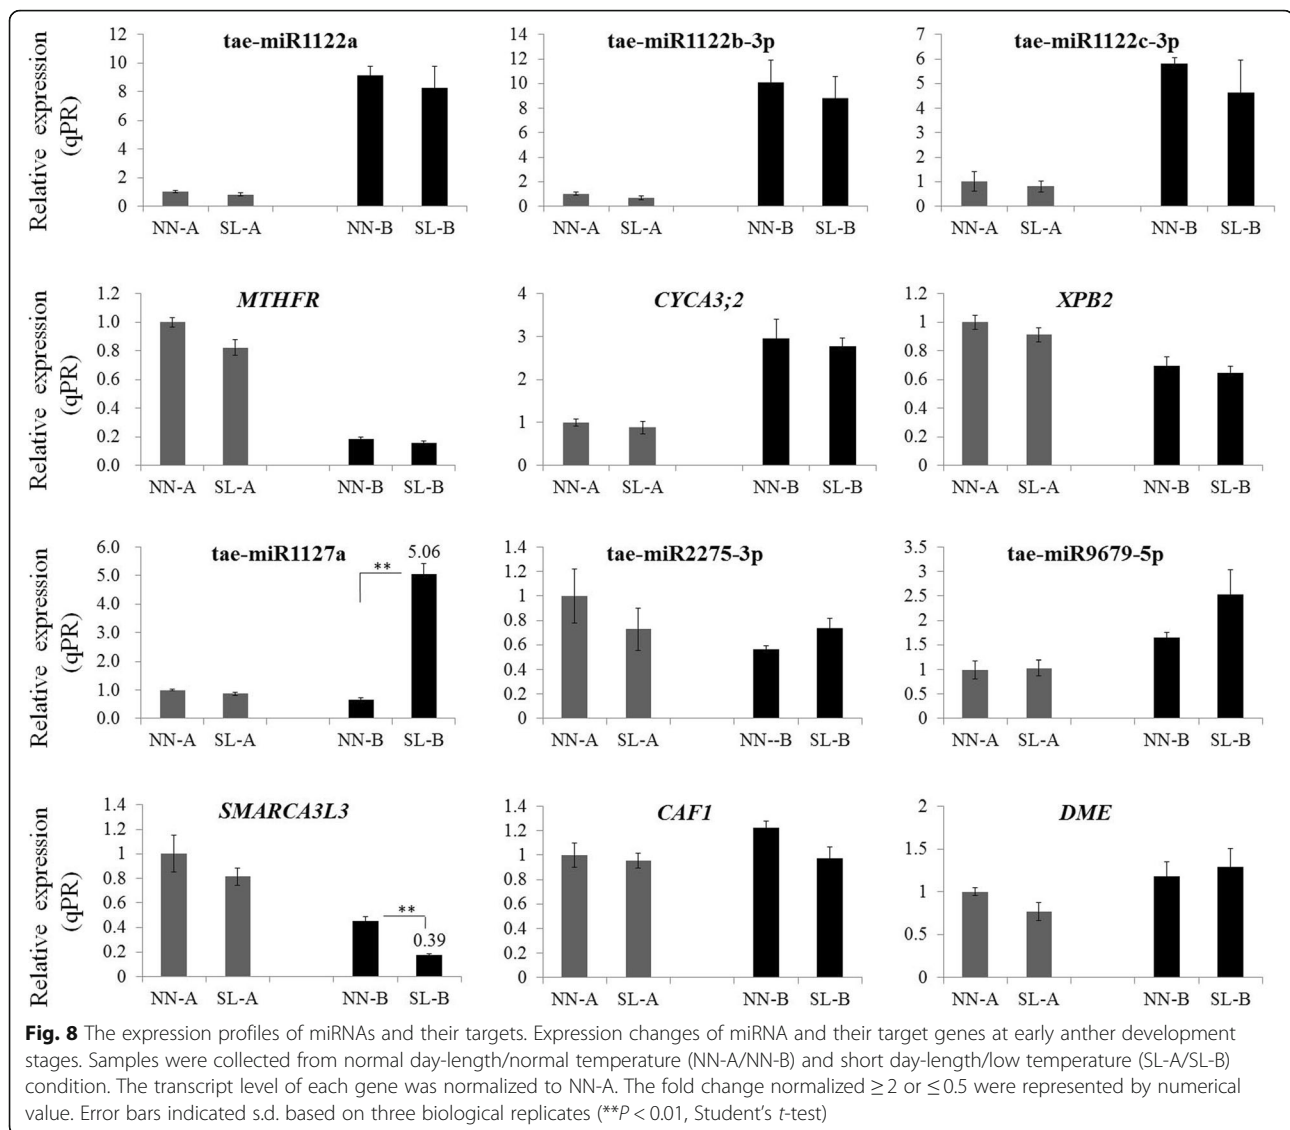 tae-miR1122a
tae-miR1122b-3p
tae-miR1122c-3p
Relative expression
(qPR)
12
10
8
6
4
2
0
NN-A SL-A NN-B SL-B
14
12
10
8
6
4
2
0
NN-A SL-A NN-B SL-B
7
6
5
4
3
2
1
0
NN-A SL-A NN-B SL-B
MTHFR
CYCA3;2
XPB2
Relative expression
(qPR)
1.2
1.0
0.8
0.6
0.4
0.2
0.0
NN-A SL-A NN-B SL-B
4
3
2
1
0
NN-A SL-A NN-B SL-B
1.2
1
0.8
0.6
0.4
0.2
0
NN-A SL-A NN-B SL-B
tae-miR1127a
tae-miR2275-3p
tae-miR9679-5p
Relative expression
(qPR)
6.0
5.0
4.0
3.0
2.0
1.0
0.0
5.06
**
NN-A SL-A NN-B SL-B
1.4
1.2
1
0.8
0.6
0.4
0.2
0
NN-A SL-A NN--B SL-B
3.5
3
2.5
2
1.5
1
0.5
0
NN-A SL-A NN-B SL-B
SMARCA3L3
CAF1
DME
Relative expression
(qPR)
1.4
1.2
1
0.8
0.6
0.4
0.2
0
**
0.39
NN-A SL-A NN-B SL-B
1.4
1.2
1
0.8
0.6
0.4
0.2
0
NN-A SL-A NN-B SL-B
2
1.5
1
0.5
0
NN-A SL-A NN-B SL-B
Fig. 8 The expression profiles of miRNAs and their targets. Expression changes of miRNA and their target genes at early anther development
stages. Samples were collected from normal day-length/normal temperature (NN-A/NN-B) and short day-length/low temperature (SL-A/SL-B)
condition. The transcript level of each gene was normalized to NN-A. The fold change normalized ≥ 2 or ≤ 0.5 were represented by numerical
value. Error bars indicated s.d. based on three biological replicates (**P < 0.01, Student's t-test)